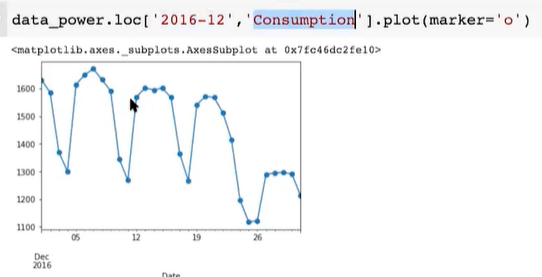 data_power.loc['2016-12','Consumption'].plot(marker='o')
<matplotlib.axes._subplots.AxesSubplot at 0x7fc46dc2fe10>
1600
1500
1400
1300
1200
1100
05 12 19 26
Dec
2016
Date